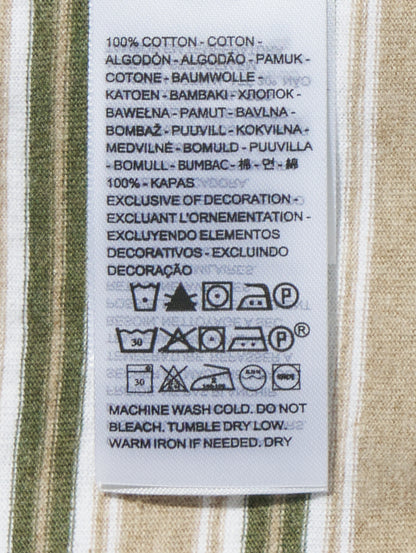 100% COTTON - COTON -
ALGODÓN - ALGODÃO - PAMUK -
COTONE - BAUMWOLLE -
KATOEN - BAMBAKI - ХЛОПОК -
BAWEŁNA - PAMUT - BAVLNA -
BOMBAŽ - PUUVILL - KOKVILNA -
MEDVILNĖ - BOMULD - PUUVILLA
- BOMULL - BUMBAC - 棉 - 면 - 綿
100% - KAPAS
EXCLUSIVE OF DECORATION -
EXCLUANT L'ORNEMENTATION -
EXCLUYENDO ELEMENTOS
DECORATIVOS - EXCLUINDO
DECORAÇÃO
P
30 P ®
30
MACHINE WASH COLD. DO NOT
BLEACH. TUMBLE DRY LOW.
WARM IRON IF NEEDED. DRY